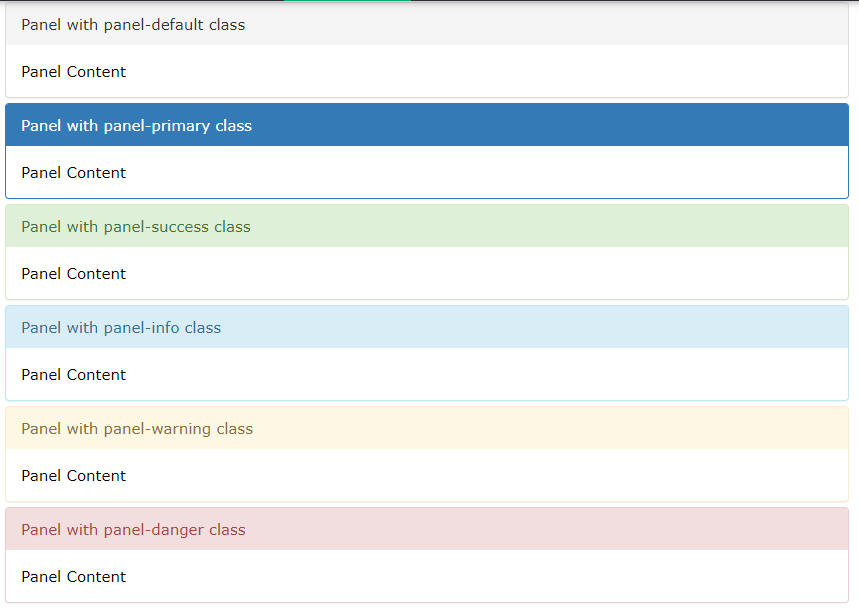 Panel with panel-default class
Panel Content
Panel with panel-primary class
Panel Content
Panel with panel-success class
Panel Content
Panel with panel-info class
Panel Content
Panel with panel-warning class
Panel Content
Panel with panel-danger class
Panel Content